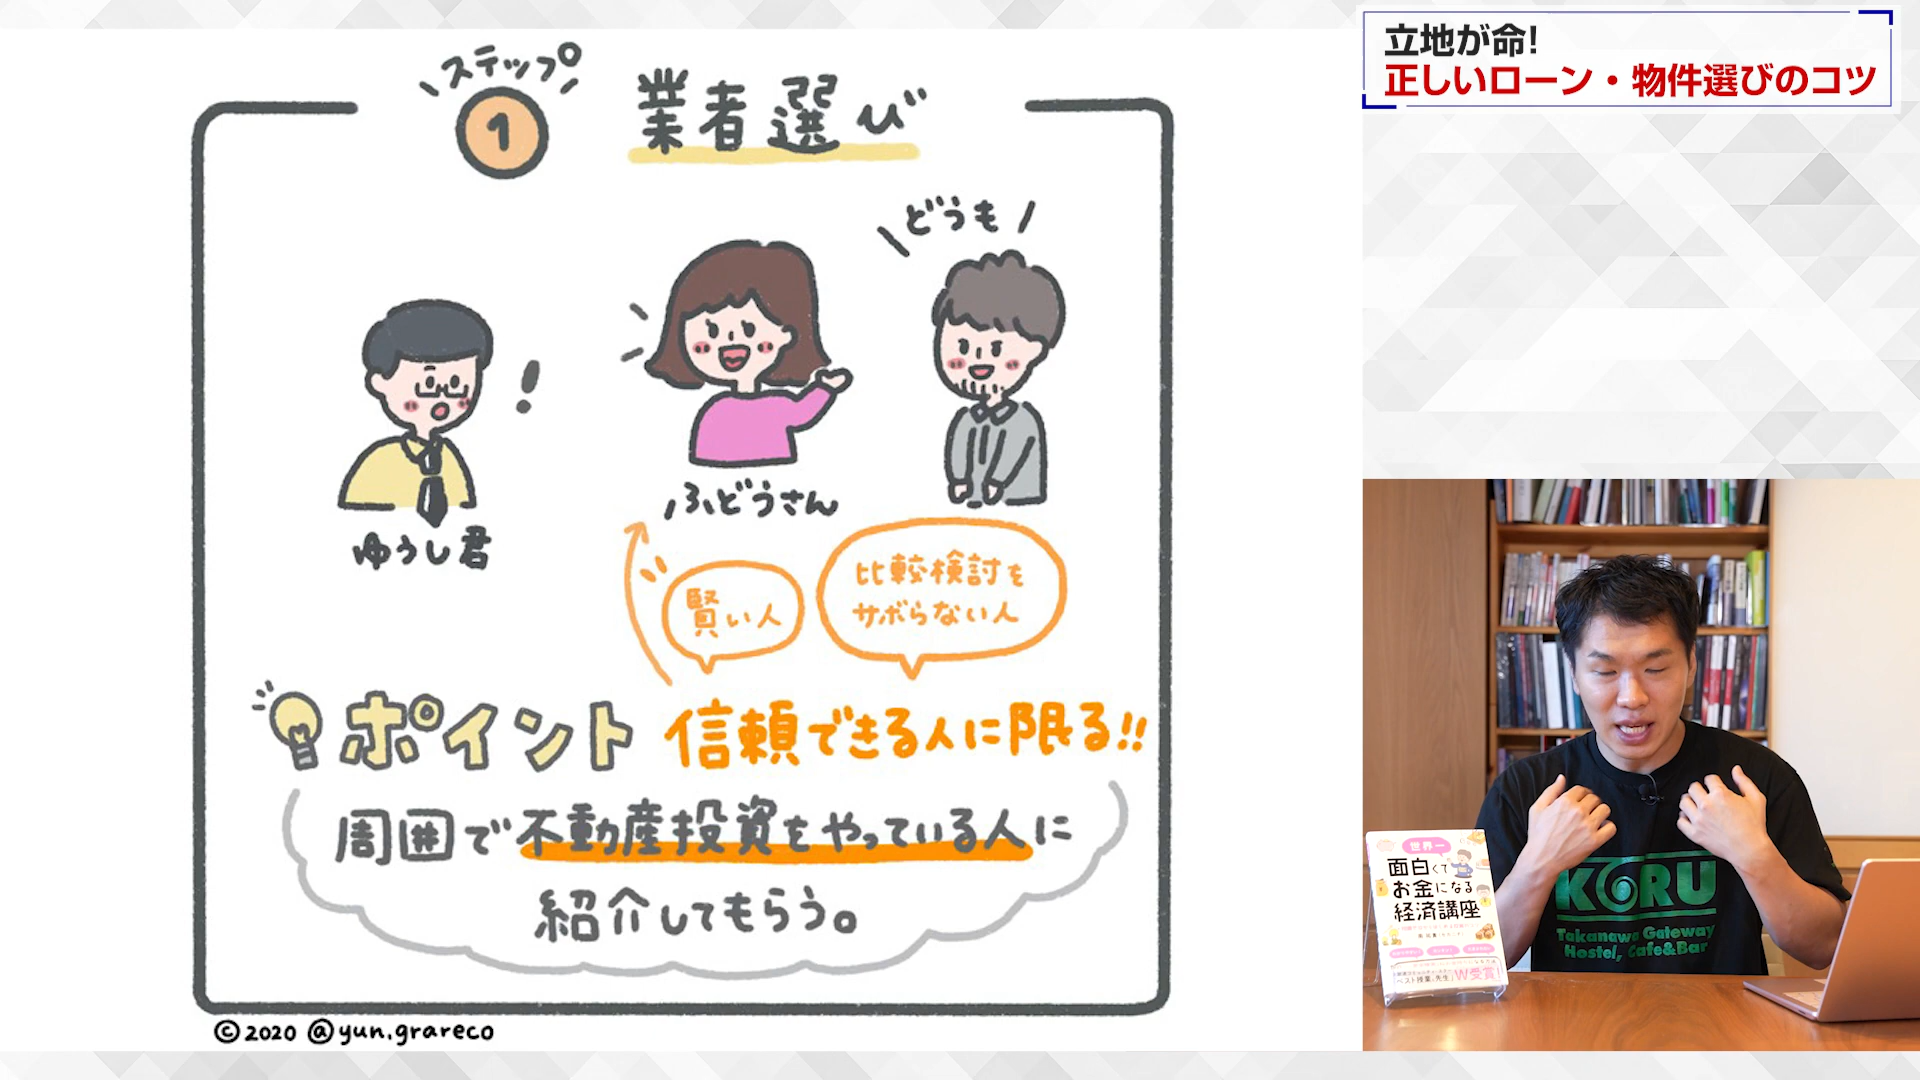 立地が命!
正しいローン・物件選びのコツ
ステップ
1
業者選び
どうも
ふどうさん
ゆうし君
賢い人
比較検討を
サボらない人
ポイント 信頼できる人に限る!!
周囲で不動産投資をやっている人に
紹介してもらう。
©2020 @yun.grareco
世界一
面白くて
お金になる
経済講座
W受賞!
KORU
Takanawa Gateway
Hostel, Cafe&Bar